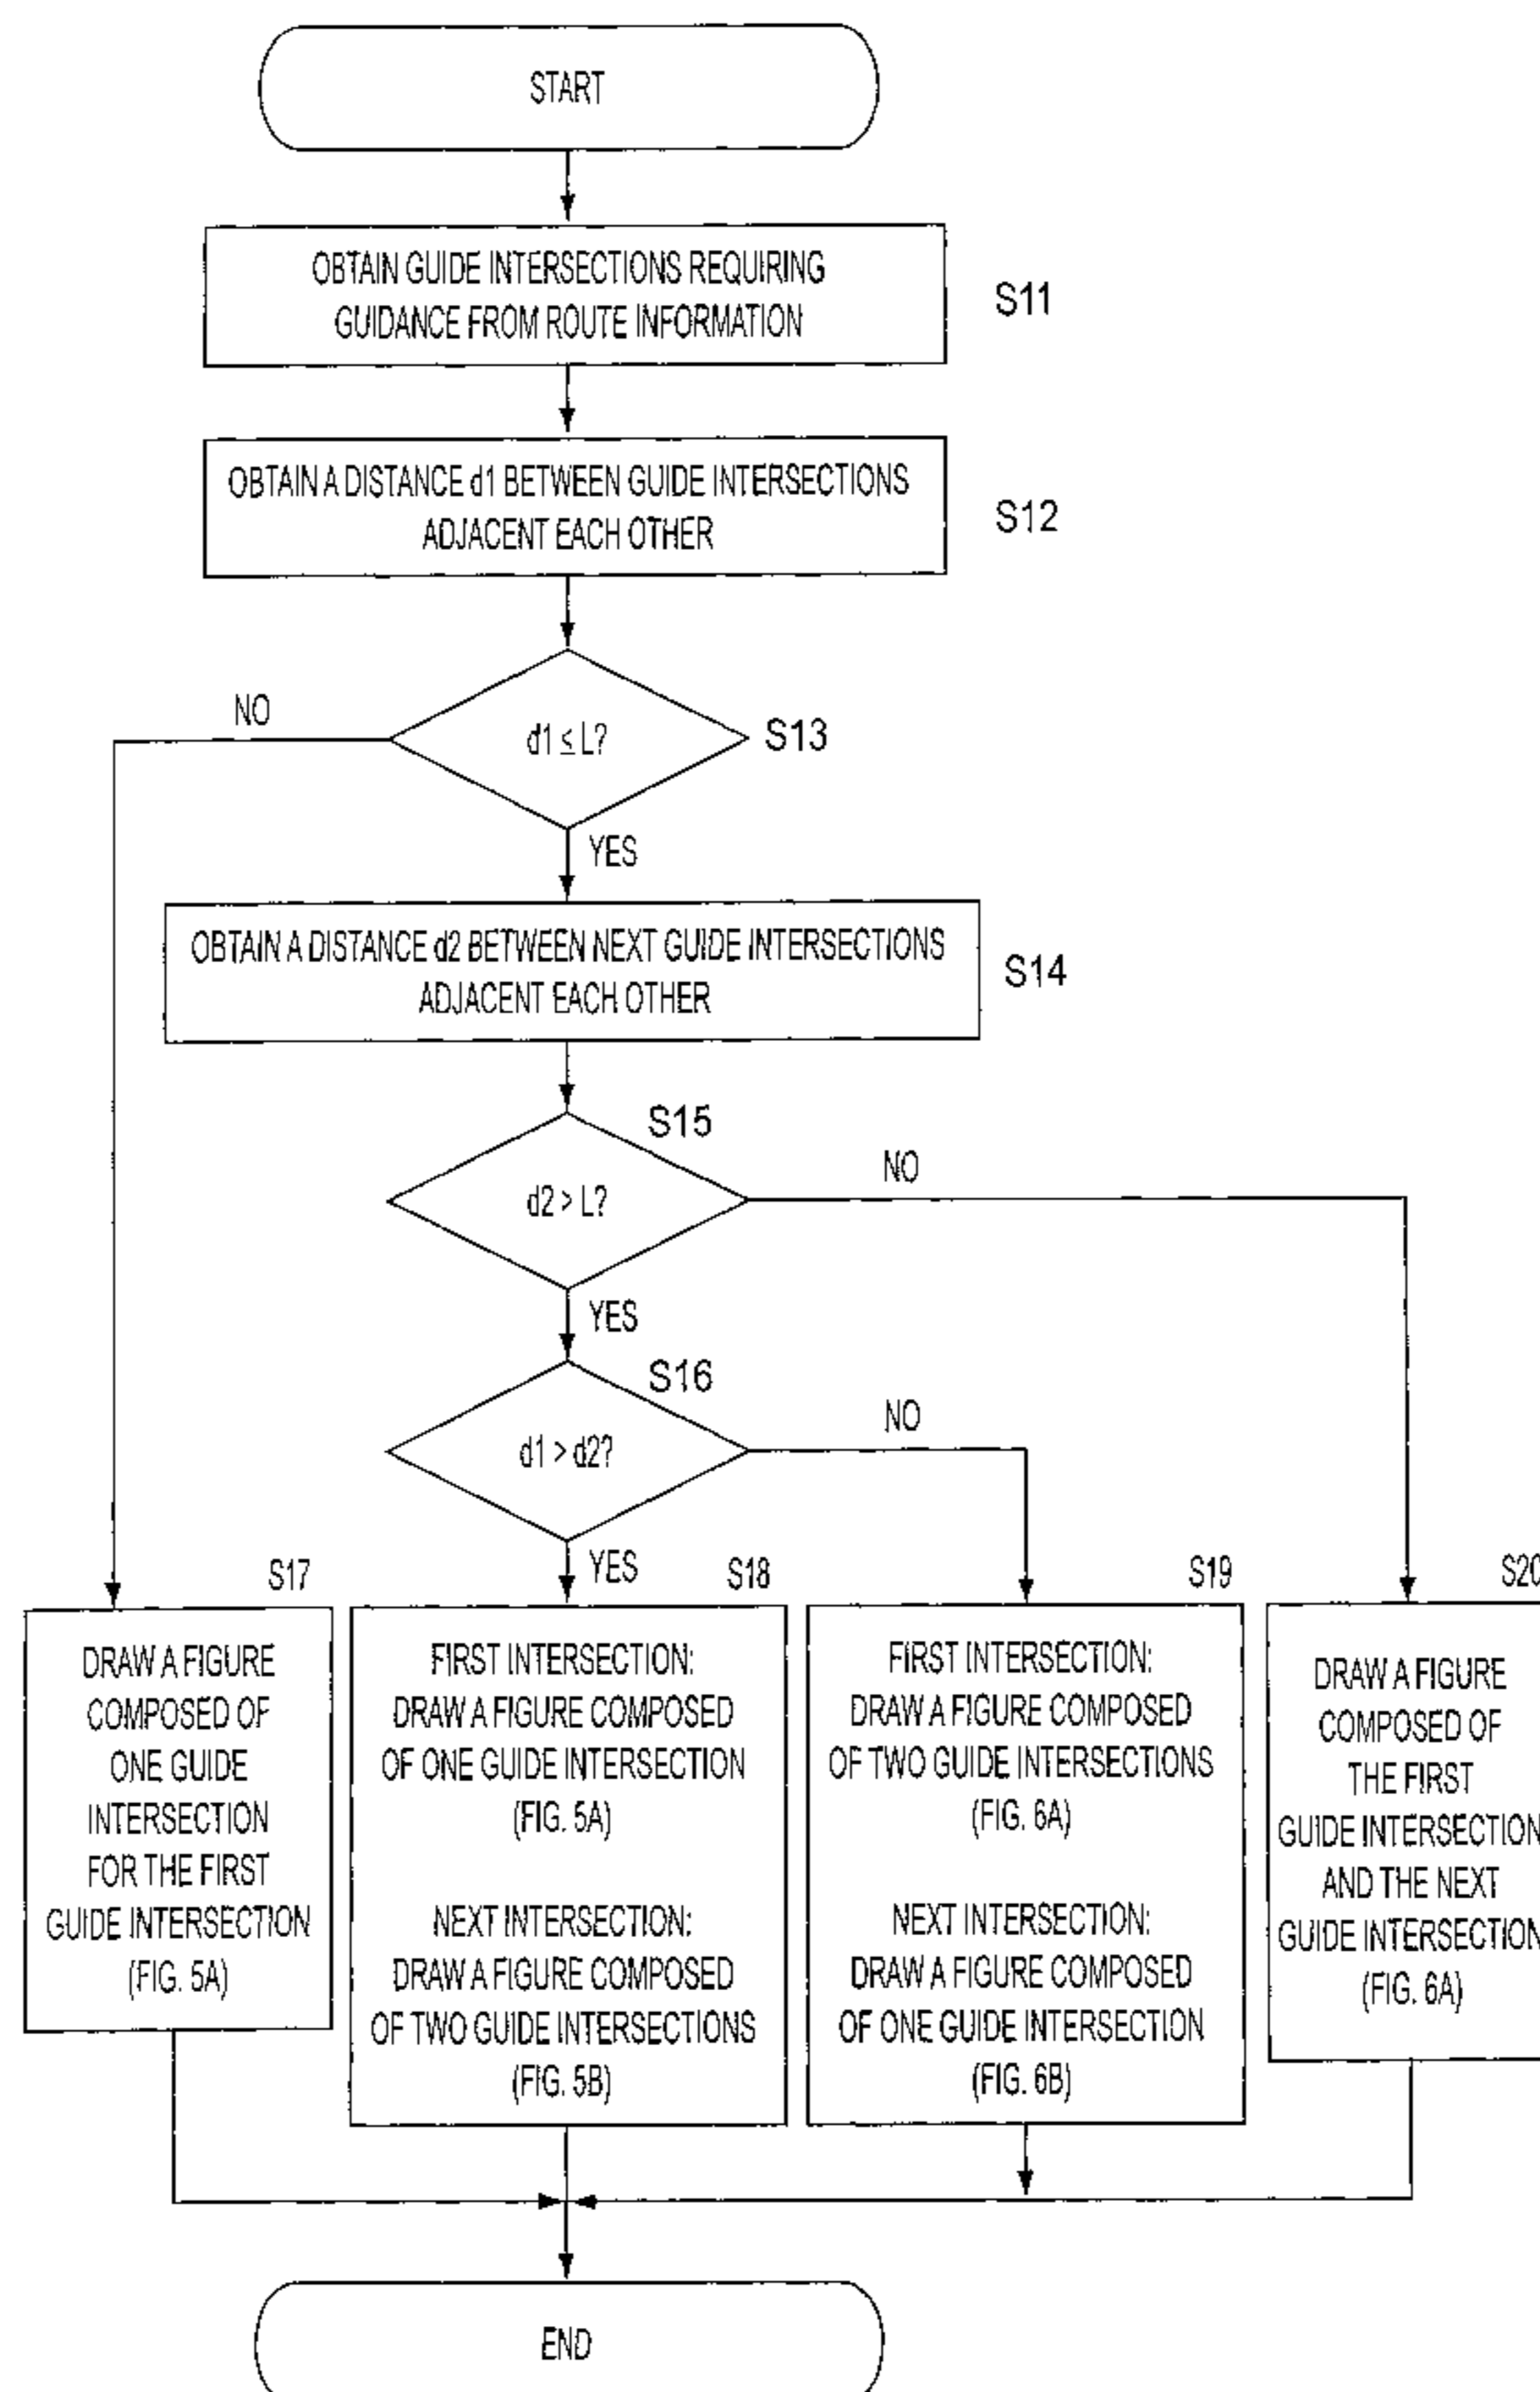 START
OBTAIN GUIDE INTERSECTIONS REQUIRING
GUIDANCE FROM ROUTE INFORMATION
S11
OBTAIN A DISTANCE d1 BETWEEN GUIDE INTERSECTIONS
ADJACENT EACH OTHER
S12
NO
d1 ≤ L?
S13
YES
OBTAIN A DISTANCE d2 BETWEEN NEXT GUIDE INTERSECTIONS
ADJACENT EACH OTHER
S14
S15
d2 > L?
NO
YES
S16
d1 > d2?
NO
YES
S17
DRAW A FIGURE
COMPOSED OF
ONE GUIDE
INTERSECTION
FOR THE FIRST
GUIDE INTERSECTION
(FIG. 5A)
S18
FIRST INTERSECTION:
DRAW A FIGURE COMPOSED
OF ONE GUIDE INTERSECTION
(FIG. 5A)
NEXT INTERSECTION:
DRAW A FIGURE COMPOSED
OF TWO GUIDE INTERSECTIONS
(FIG. 5B)
S19
FIRST INTERSECTION:
DRAW A FIGURE COMPOSED
OF TWO GUIDE INTERSECTIONS
(FIG. 6A)
NEXT INTERSECTION:
DRAW A FIGURE COMPOSED
OF ONE GUIDE INTERSECTION
(FIG. 6B)
S20
DRAW A FIGURE
COMPOSED OF
THE FIRST
GUIDE INTERSECTION
AND THE NEXT
GUIDE INTERSECTION
(FIG. 6A)
END